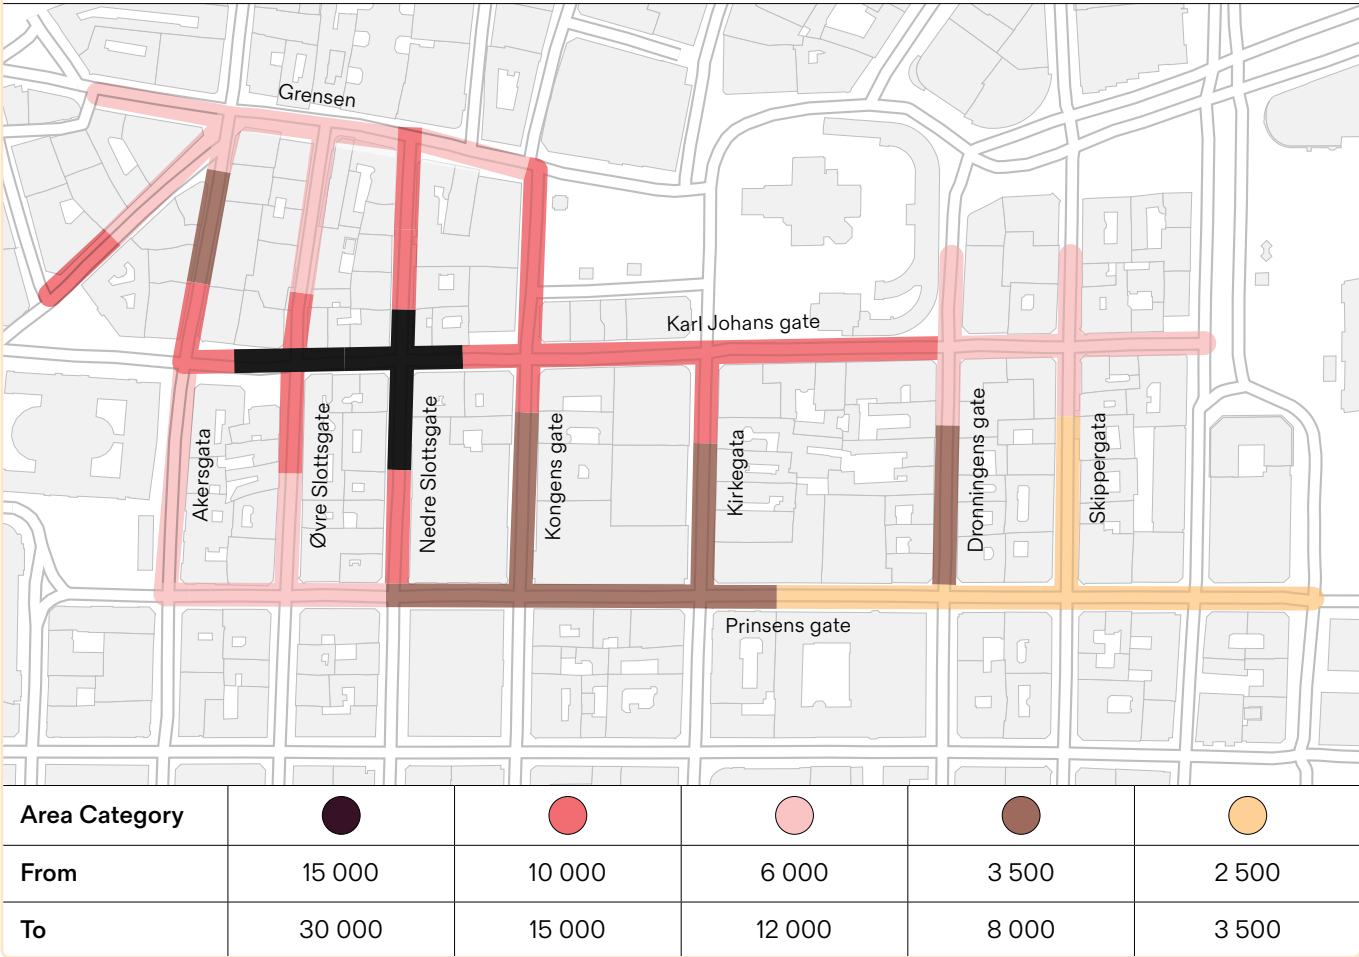 Grensen
Karl Johans gate
Akersgata
Øvre Slottsgate
Nedre Slottsgate
Kongens gate
Kirkegata
Dronningens gate
Skippergata
Prinsens gate
Area Category
From 15 000 10 000 6 000 3 500 2 500
To 30 000 15 000 12 000 8 000 3 500